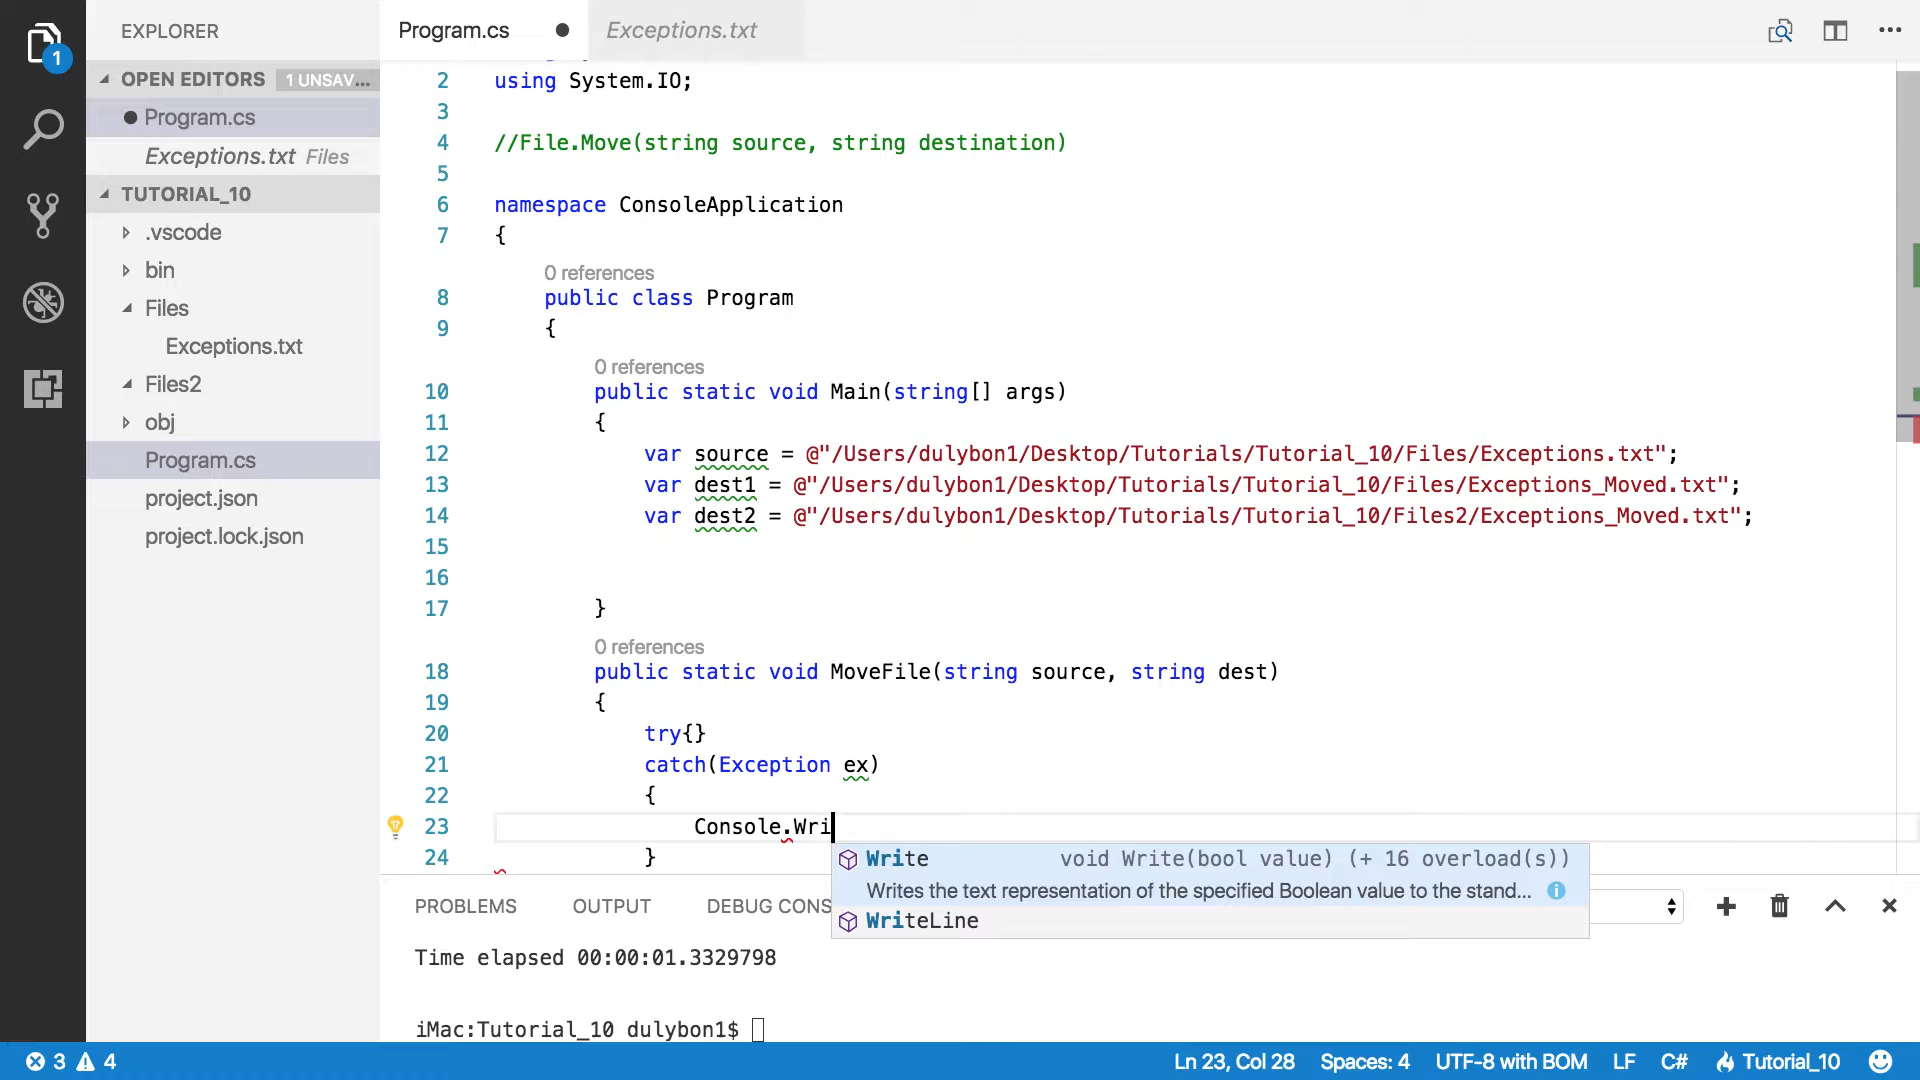 EXPLORER
OPEN EDITORS 1 UNSAV...
Program.cs
Exceptions.txt Files
TUTORIAL_10
.vscode
bin
Files
Exceptions.txt
Files2
obj
Program.cs
project.json
project.lock.json
1
Program.cs Exceptions.txt
2 using System.IO;
3
4 //File.Move(string source, string destination)
5
6 namespace ConsoleApplication
7 {
0 references
8 public class Program
9 {
0 references
10 public static void Main(string[] args)
11 {
12 var source = @"/Users/dulybon1/Desktop/Tutorials/Tutorial_10/Files/Exceptions.txt";
13 var dest1 = @"/Users/dulybon1/Desktop/Tutorials/Tutorial_10/Files/Exceptions_Moved.txt";
14 var dest2 = @"/Users/dulybon1/Desktop/Tutorials/Tutorial_10/Files2/Exceptions_Moved.txt";
15
16
17 }
0 references
18 public static void MoveFile(string source, string dest)
19 {
20 try{}
21 catch(Exception ex)
22 {
23 Console.Wri
24 }
Write void Write(bool value) (+ 16 overload(s))
Writes the text representation of the specified Boolean value to the stand...
WriteLine
PROBLEMS OUTPUT DEBUG CONS
Time elapsed 00:00:01.3329798
iMac:Tutorial_10 dulybon1$
3 4 Ln 23, Col 28 Spaces: 4 UTF-8 with BOM LF C# Tutorial_10